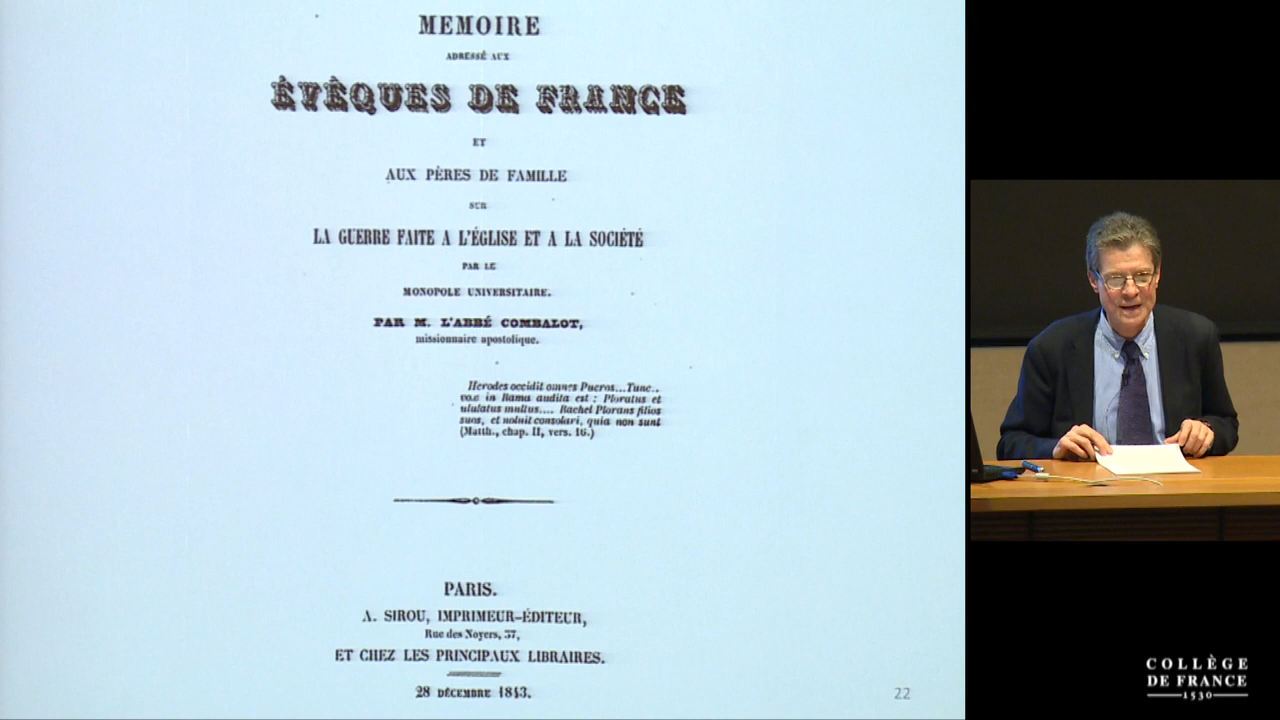 MEMOIRE
ADRESSÉ AUX
ÉVÊQUES DE FRANCE
ET
AUX PÈRES DE FAMILLE
SUR
LA GUERRE FAITE A L'ÉGLISE ET A LA SOCIÉTÉ
PAR LE
MONOPOLE UNIVERSITAIRE.
PAR M. L'ABBÉ COMBALOT,
missionnaire apostolique.
Herodes occidit omnes Pueros...Tunc..
vox in Rama audita est : Ploratus et
ululatus multus.... Rachel Plorans filios
suos, et noluit consolari, quia non sunt
(Matth., chap. II, vers. 16.)
PARIS.
A. SIROU, IMPRIMEUR-ÉDITEUR,
Rue des Noyers, 37,
ET CHEZ LES PRINCIPAUX LIBRAIRES.
28 DÉCEMBRE 1843.
22
COLLÈGE
DE FRANCE
1530